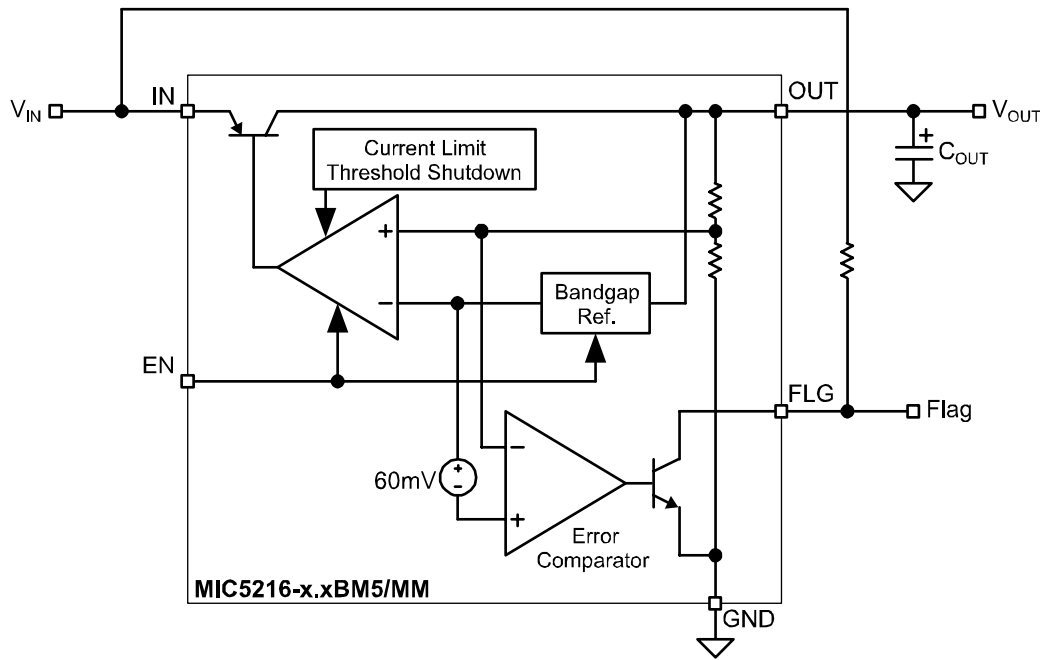 V_IN
IN
OUT
V_OUT
+
C_OUT
Current Limit
Threshold Shutdown
+
−
Bandgap
Ref.
EN
FLG
Flag
−
60mV
+
-
+
Error
Comparator
MIC5216-x.xBM5/MM
GND